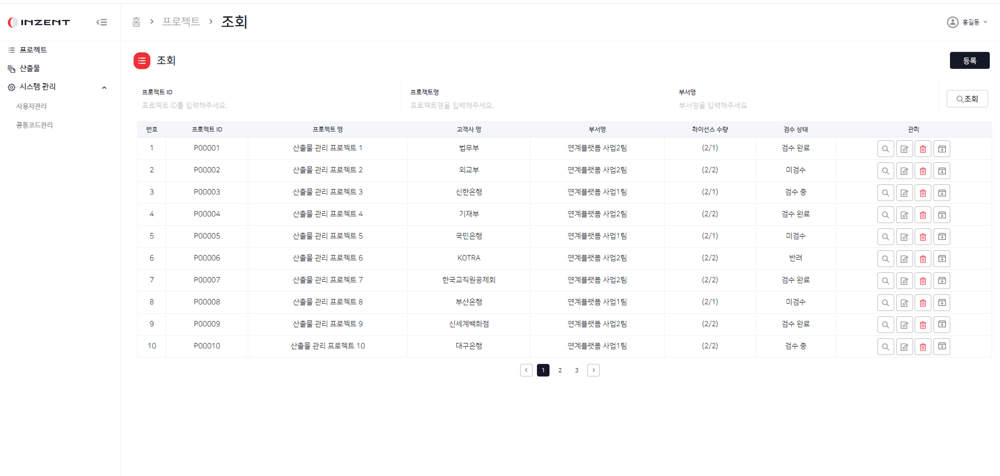 INZENT
홈 > 프로젝트 > 조회
홍길동
프로젝트
산출물
시스템 관리
사용자관리
공통코드관리
조회
등록
프로젝트 ID
프로젝트 ID를 입력해주세요.
프로젝트명
프로젝트명을 입력해주세요.
부서명
부서명을 입력해주세요
조회
번호 프로젝트 ID 프로젝트 명 고객사 명 부서명 라이선스 수량 검수 상태 관리
1 P00001 산출물 관리 프로젝트 1 법무부 연계플랫폼 사업2팀 (2/1) 검수 완료
2 P00002 산출물 관리 프로젝트 2 외교부 연계플랫폼 사업2팀 (2/2) 미검수
3 P00003 산출물 관리 프로젝트 3 신한은행 연계플랫폼 사업1팀 (2/1) 검수 중
4 P00004 산출물 관리 프로젝트 4 기재부 연계플랫폼 사업2팀 (2/2) 검수 완료
5 P00005 산출물 관리 프로젝트 5 국민은행 연계플랫폼 사업1팀 (2/1) 미검수
6 P00006 산출물 관리 프로젝트 6 KOTRA 연계플랫폼 사업2팀 (2/2) 반려
7 P00007 산출물 관리 프로젝트 7 한국교직원공제회 연계플랫폼 사업2팀 (2/2) 검수 완료
8 P00008 산출물 관리 프로젝트 8 부산은행 연계플랫폼 사업1팀 (2/1) 미검수
9 P00009 산출물 관리 프로젝트 9 신세계백화점 연계플랫폼 사업2팀 (2/2) 검수 완료
10 P00010 산출물 관리 프로젝트 10 대구은행 연계플랫폼 사업1팀 (2/2) 검수 중
< 1 2 3 >